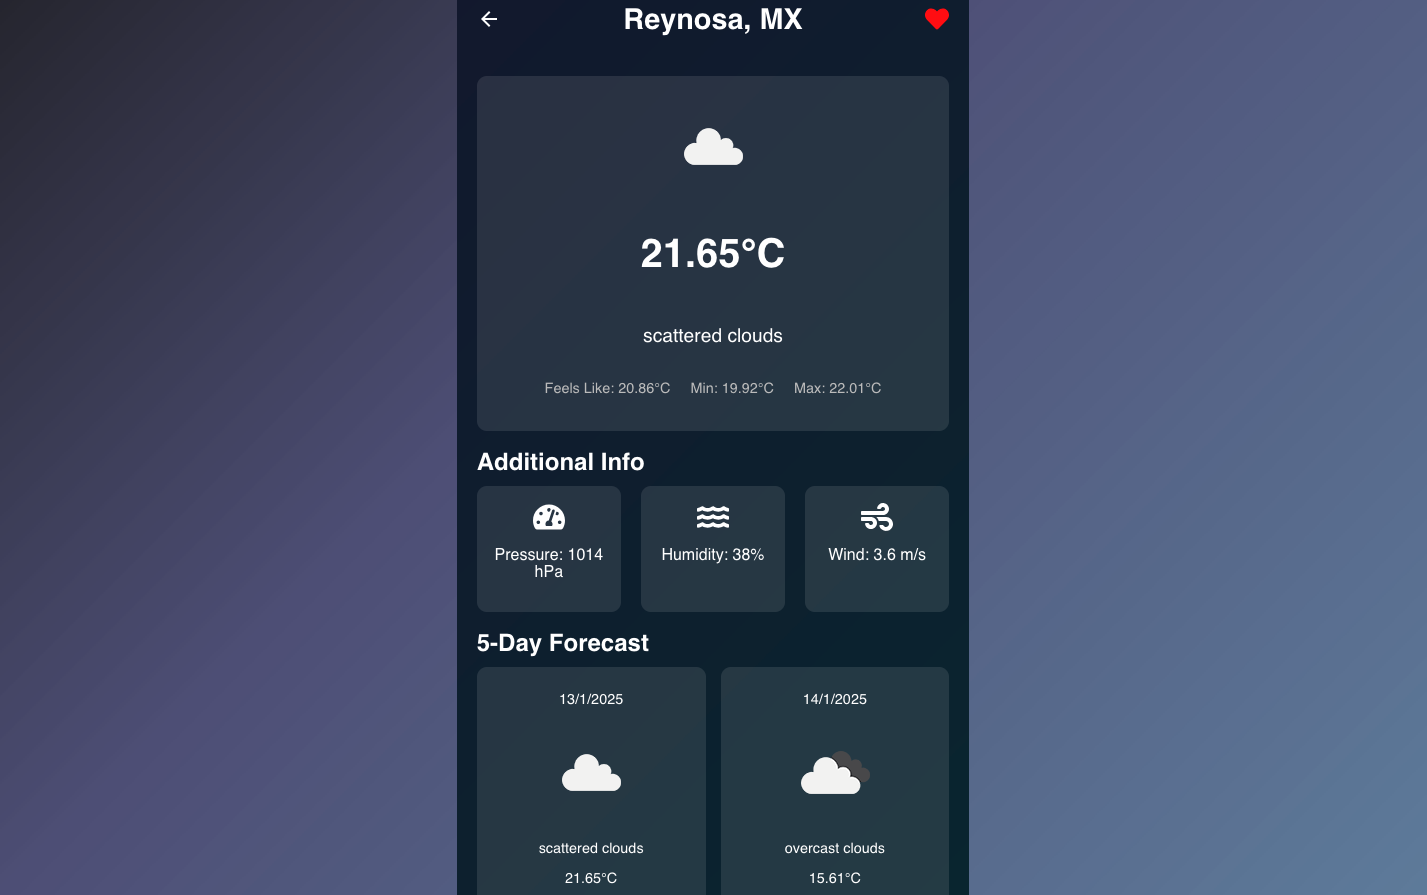 Reynosa, MX
21.65°C
scattered clouds
Feels Like: 20.86°C Min: 19.92°C Max: 22.01°C
Additional Info
Pressure: 1014
hPa
Humidity: 38%
Wind: 3.6 m/s
5-Day Forecast
13/1/2025
scattered clouds
21.65°C
14/1/2025
overcast clouds
15.61°C